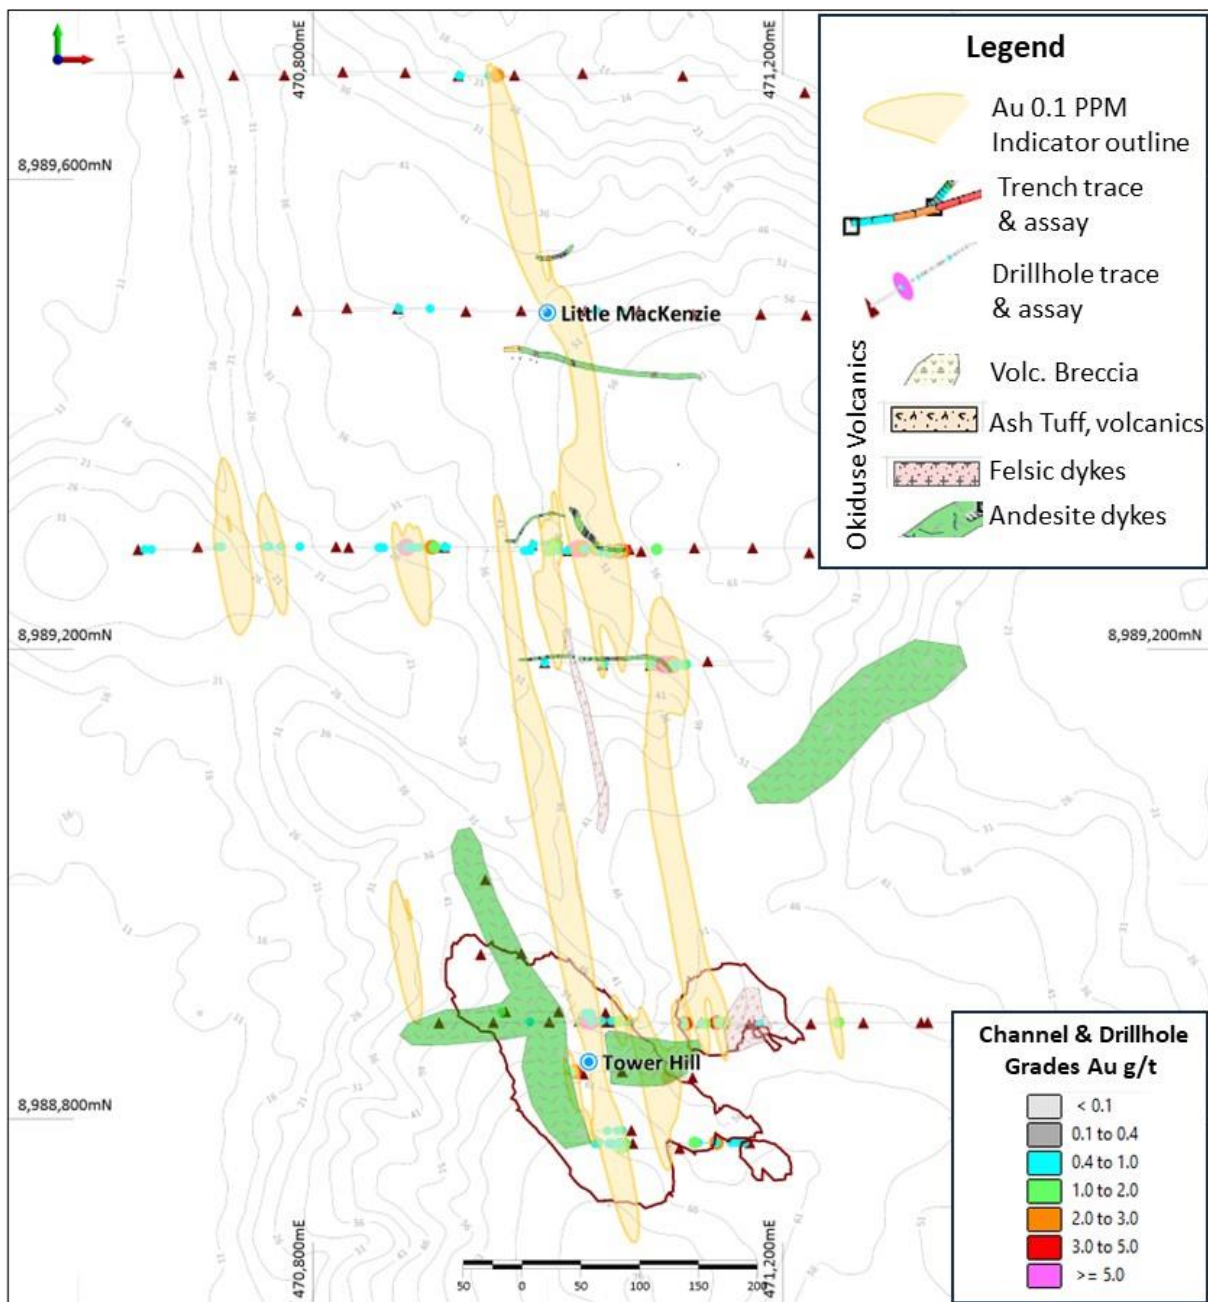 470,800mE
471,200mE
Legend
Au 0.1 PPM
Indicator outline
8,989,600mN
Trench trace
& assay
Drillhole trace
& assay
Little MacKenzie
Okiduse Volcanics
Volc. Breccia
Ash Tuff, volcanics
Felsic dykes
Andesite dykes
8,989,200mN
8,989,200mN
Tower Hill
8,988,800mN
Channel & Drillhole
Grades Au g/t
< 0.1
0.1 to 0.4
0.4 to 1.0
1.0 to 2.0
2.0 to 3.0
3.0 to 5.0
>= 5.0
470,800mE
471,200mE
50 0 50 100 150 200